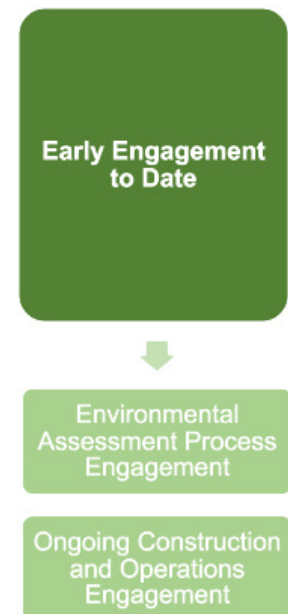 Early Engagement
to Date
Environmental
Assessment Process
Engagement
Ongoing Construction
and Operations
Engagement